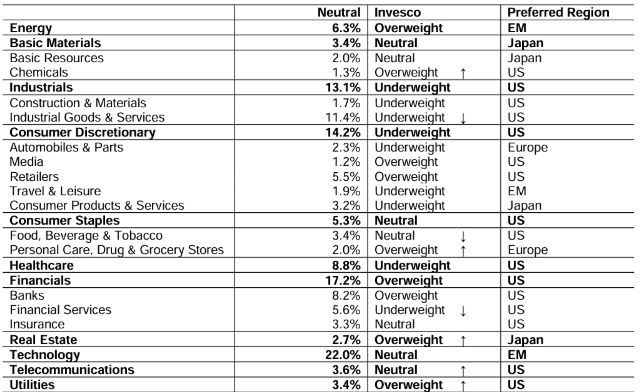 Neutral Invesco Preferred Region
Energy 6.3% Overweight EM
Basic Materials 3.4% Neutral Japan
Basic Resources 2.0% Neutral Japan
Chemicals 1.3% Overweight ↑ US
Industrials 13.1% Underweight US
Construction & Materials 1.7% Underweight US
Industrial Goods & Services 11.4% Underweight ↓ US
Consumer Discretionary 14.2% Underweight US
Automobiles & Parts 2.3% Underweight Europe
Media 1.2% Overweight US
Retailers 5.5% Overweight US
Travel & Leisure 1.9% Underweight EM
Consumer Products & Services 3.2% Underweight Japan
Consumer Staples 5.3% Neutral US
Food, Beverage & Tobacco 3.4% Neutral ↓ US
Personal Care, Drug & Grocery Stores 2.0% Overweight ↑ Europe
Healthcare 8.8% Underweight US
Financials 17.2% Overweight US
Banks 8.2% Overweight US
Financial Services 5.6% Underweight ↓ US
Insurance 3.3% Neutral US
Real Estate 2.7% Overweight ↑ Japan
Technology 22.0% Neutral EM
Telecommunications 3.6% Neutral ↑ US
Utilities 3.4% Overweight ↑ US